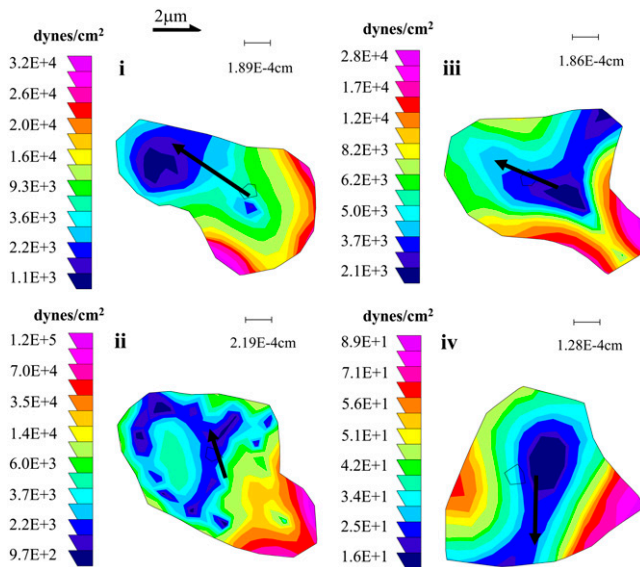 dynes/cm²
2μm
1.89E-4cm
i
3.2E+4
2.6E+4
2.0E+4
1.6E+4
9.3E+3
3.6E+3
2.2E+3
1.1E+3
dynes/cm²
iii
1.86E-4cm
2.8E+4
1.7E+4
1.2E+4
8.2E+3
6.2E+3
5.0E+3
3.7E+3
2.1E+3
dynes/cm²
ii
2.19E-4cm
1.2E+5
7.0E+4
3.5E+4
1.4E+4
6.0E+3
3.7E+3
2.2E+3
9.7E+2
dynes/cm²
iv
1.28E-4cm
8.9E+1
7.1E+1
5.6E+1
5.1E+1
4.2E+1
3.4E+1
2.5E+1
1.6E+1